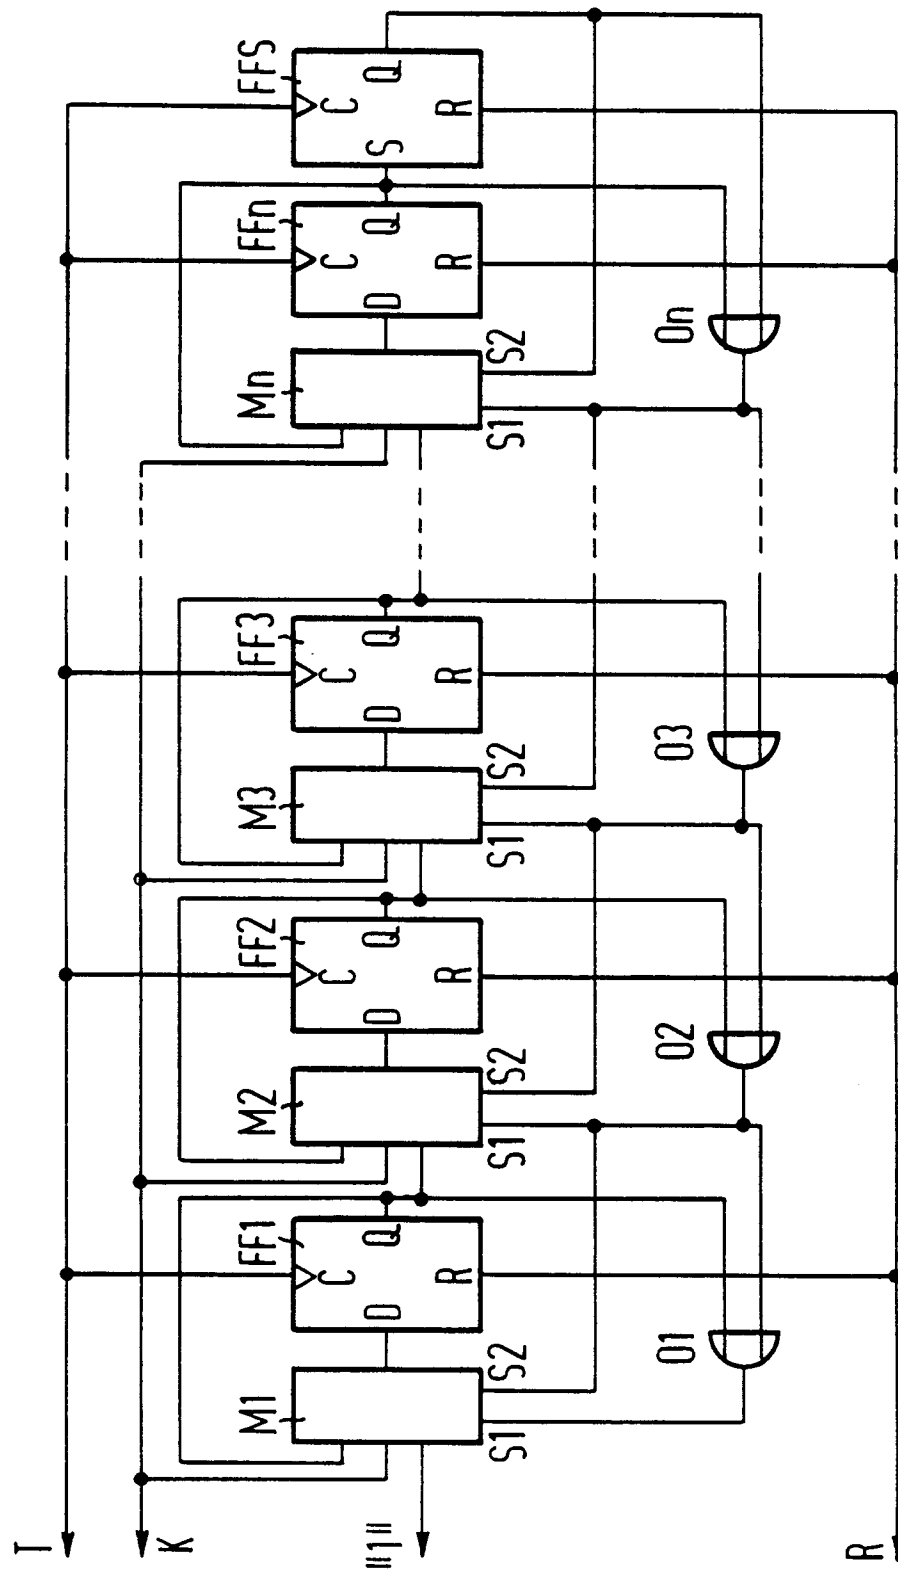 T
K
"1"
R
M1
S1
S2
FF1
C
D
Q
R
O1
M2
S1
S2
FF2
C
D
Q
R
O2
M3
S1
S2
FF3
C
D
Q
R
O3
Mn
S1
S2
FFn
C
D
Q
R
On
FFS
C
S
Q
R